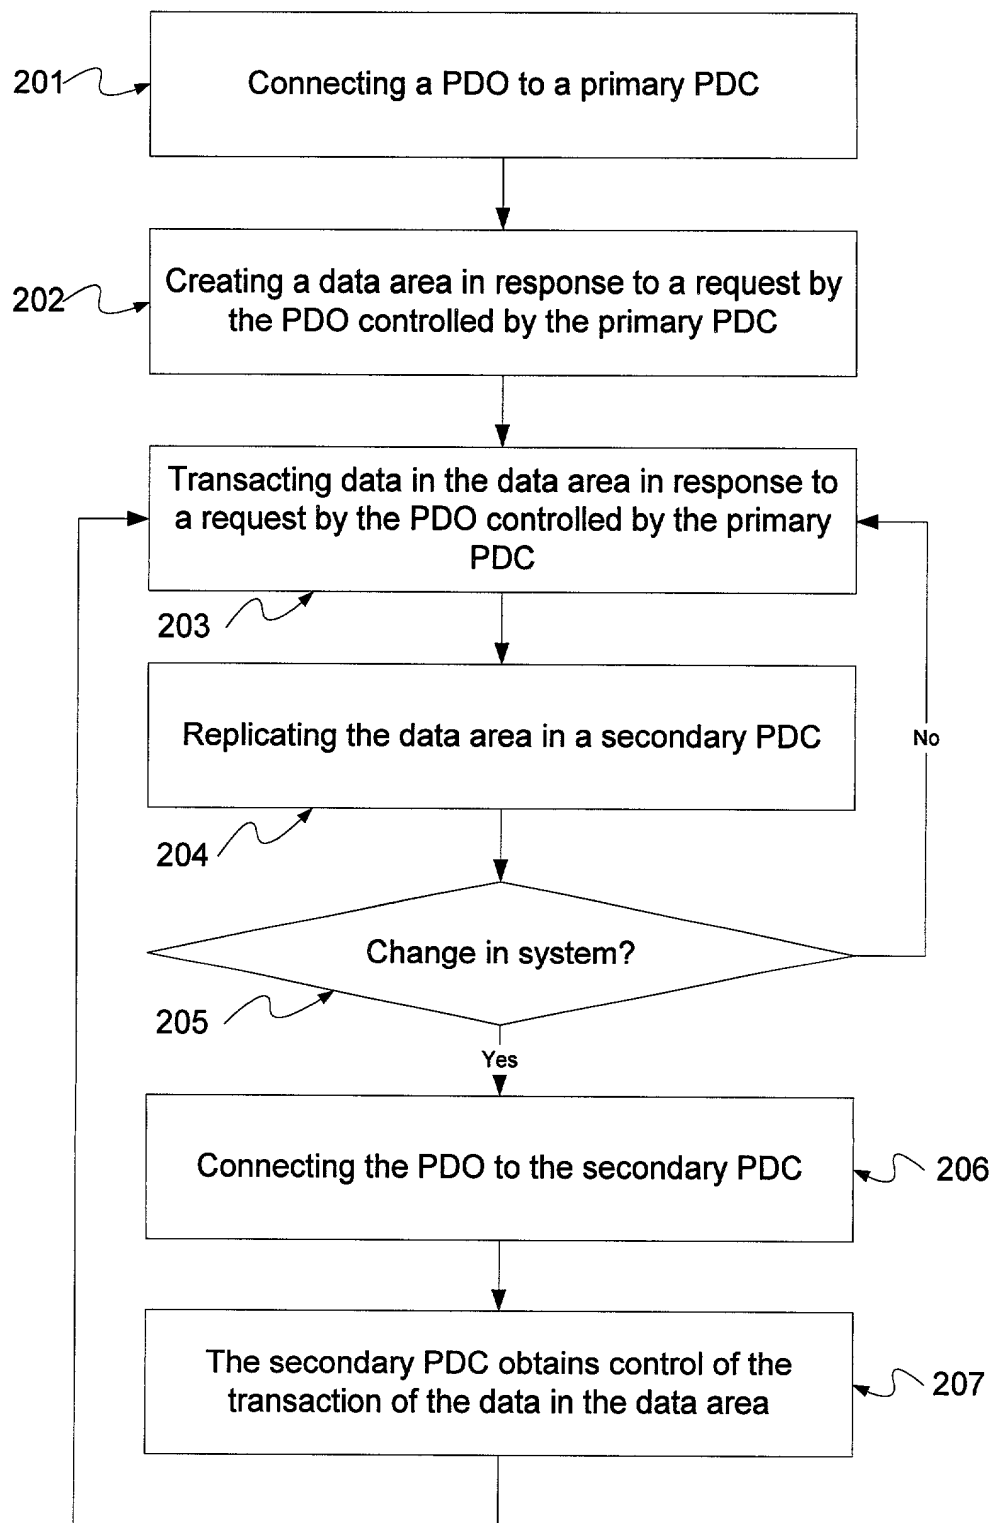 201
Connecting a PDO to a primary PDC
202
Creating a data area in response to a request by
the PDO controlled by the primary PDC
Transacting data in the data area in response to
a request by the PDO controlled by the primary
PDC
203
Replicating the data area in a secondary PDC
No
204
Change in system?
205
Yes
Connecting the PDO to the secondary PDC
206
The secondary PDC obtains control of the
transaction of the data in the data area
207